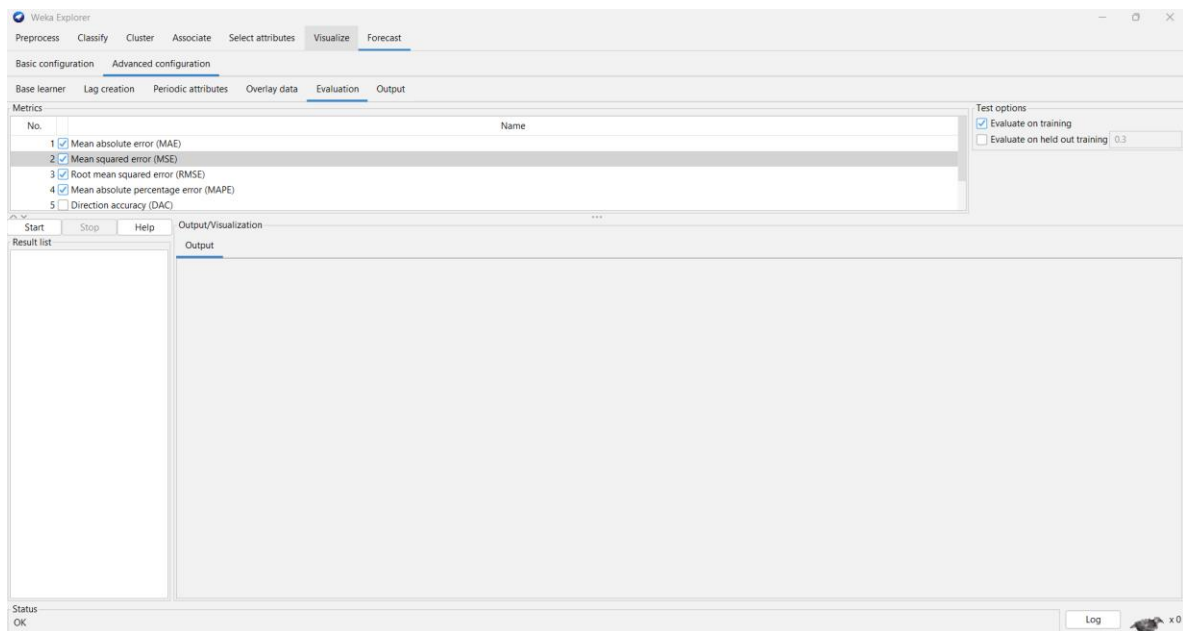 Weka Explorer
Preprocess Classify Cluster Associate Select attributes Visualize Forecast
Basic configuration Advanced configuration
Base learner Lag creation Periodic attributes Overlay data Evaluation Output
Metrics Test options
No. Name Evaluate on training
1 Mean absolute error (MAE) Evaluate on held out training 0.3
2 Mean squared error (MSE)
3 Root mean squared error (RMSE)
4 Mean absolute percentage error (MAPE)
5 Direction accuracy (DAC)
Start Stop Help Output/Visualization
Result list Output
Status
OK Log x 0